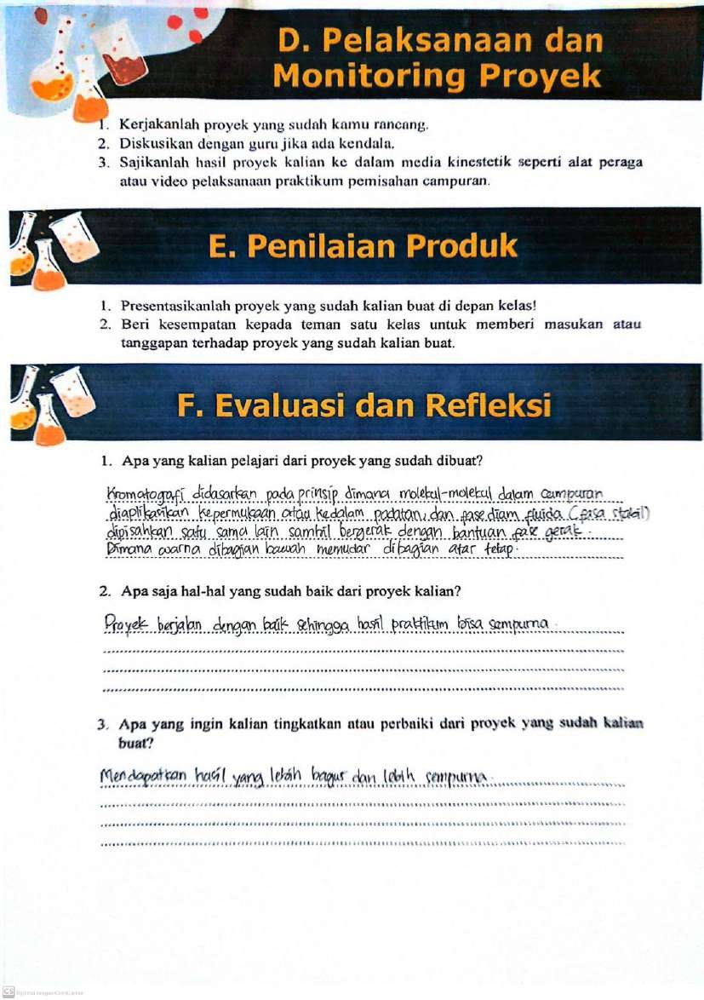 D. Pelaksanaan dan
Monitoring Proyek
1. Kerjakanlah proyek yang sudah kamu rancang.
2. Diskusikan dengan guru jika ada kendala.
3. Sajikanlah hasil proyek kalian ke dalam media kinestetik seperti alat peraga
atau video pelaksanaan praktikum pemisahan campuran.
E. Penilaian Produk
1. Presentasikanlah proyek yang sudah kalian buat di depan kelas!
2. Beri kesempatan kepada teman satu kelas untuk memberi masukan atau
tanggapan terhadap proyek yang sudah kalian buat.
F. Evaluasi dan Refleksi
1. Apa yang kalian pelajari dari proyek yang sudah dibuat?
Kromatografi didasarkan pada prinsip dimana molekul-molekul dalam campuran
diaplikasikan kepermukaan atau kedalam padatan, dan fase diam fluida (fasa stabil)
dipisahkan satu sama lain sambil bergerak dengan bantuan fase gerak.
Dimana warna dibagian bawah memudar dibagian atar tetap.
2. Apa saja hal-hal yang sudah baik dari proyek kalian?
Proyek berjalan dengan baik sehingga hasil praktikum bisa sempurna.
3. Apa yang ingin kalian tingkatkan atau perbaiki dari proyek yang sudah kalian
buat?
Mendapatkan hasil yang lebih bagus dan lebih sempurna.
CS